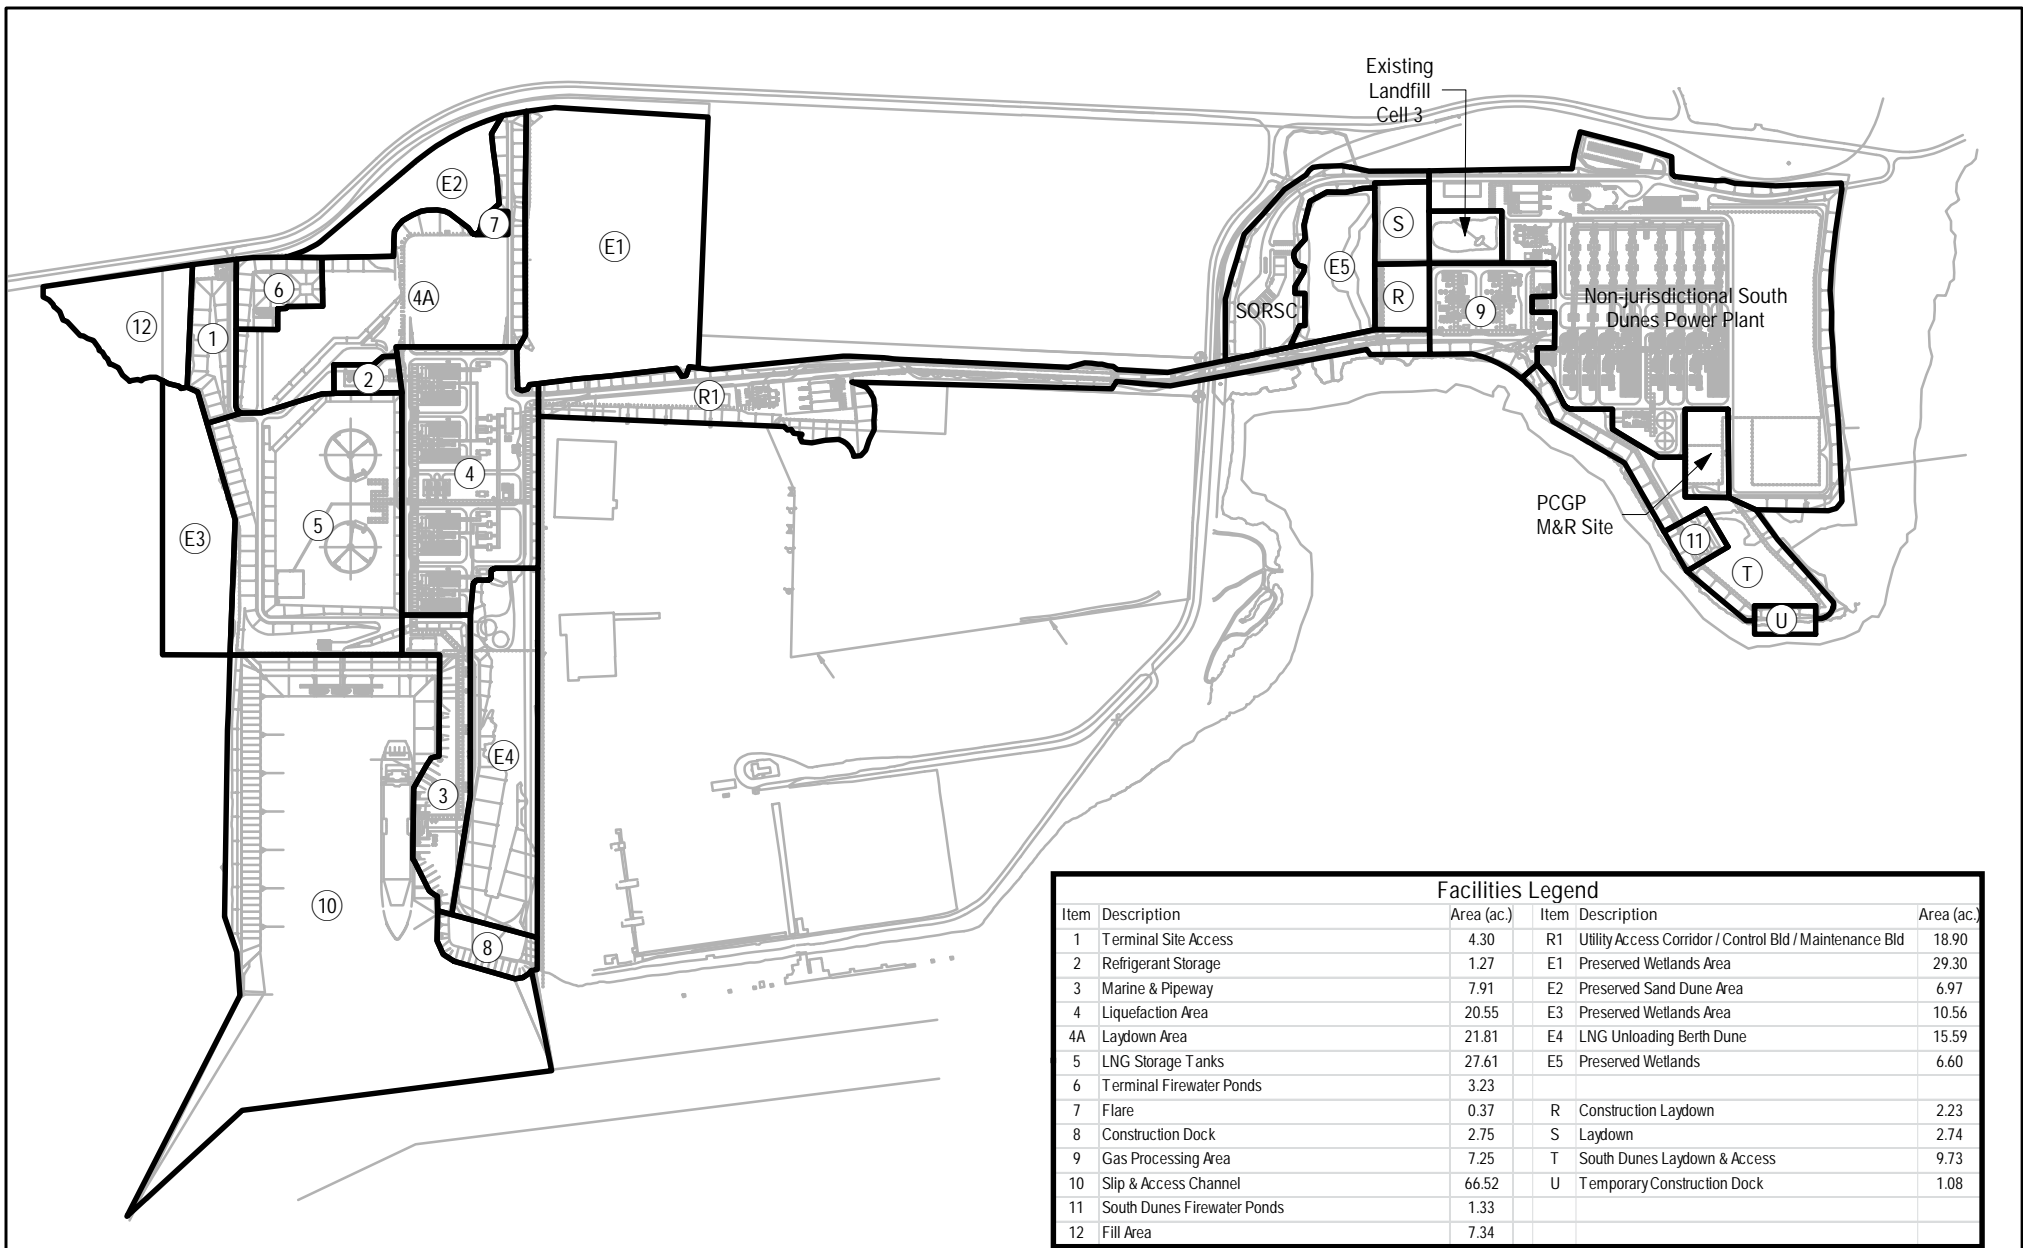 Existing
Landfill
Cell 3
E2
7
E1
S
E5
6
4A
R
9
SORSC
Non-jurisdictional South
Dunes Power Plant
12
1
2
R1
4
5
E3
PCGP
M&R Site
11
T
U
E4
3
10
8
Facilities Legend
Item Description Area (ac.) Item Description Area (ac.)
1 Terminal Site Access 4.30 R1 Utility Access Corridor / Control Bld / Maintenance Bld 18.90
2 Refrigerant Storage 1.27 E1 Preserved Wetlands Area 29.30
3 Marine & Pipeway 7.91 E2 Preserved Sand Dune Area 6.97
4 Liquefaction Area 20.55 E3 Preserved Wetlands Area 10.56
4A Laydown Area 21.81 E4 LNG Unloading Berth Dune 15.59
5 LNG Storage Tanks 27.61 E5 Preserved Wetlands 6.60
6 Terminal Firewater Ponds 3.23
7 Flare 0.37 R Construction Laydown 2.23
8 Construction Dock 2.75 S Laydown 2.74
9 Gas Processing Area 7.25 T South Dunes Laydown & Access 9.73
10 Slip & Access Channel 66.52 U Temporary Construction Dock 1.08
11 South Dunes Firewater Ponds 1.33
12 Fill Area 7.34